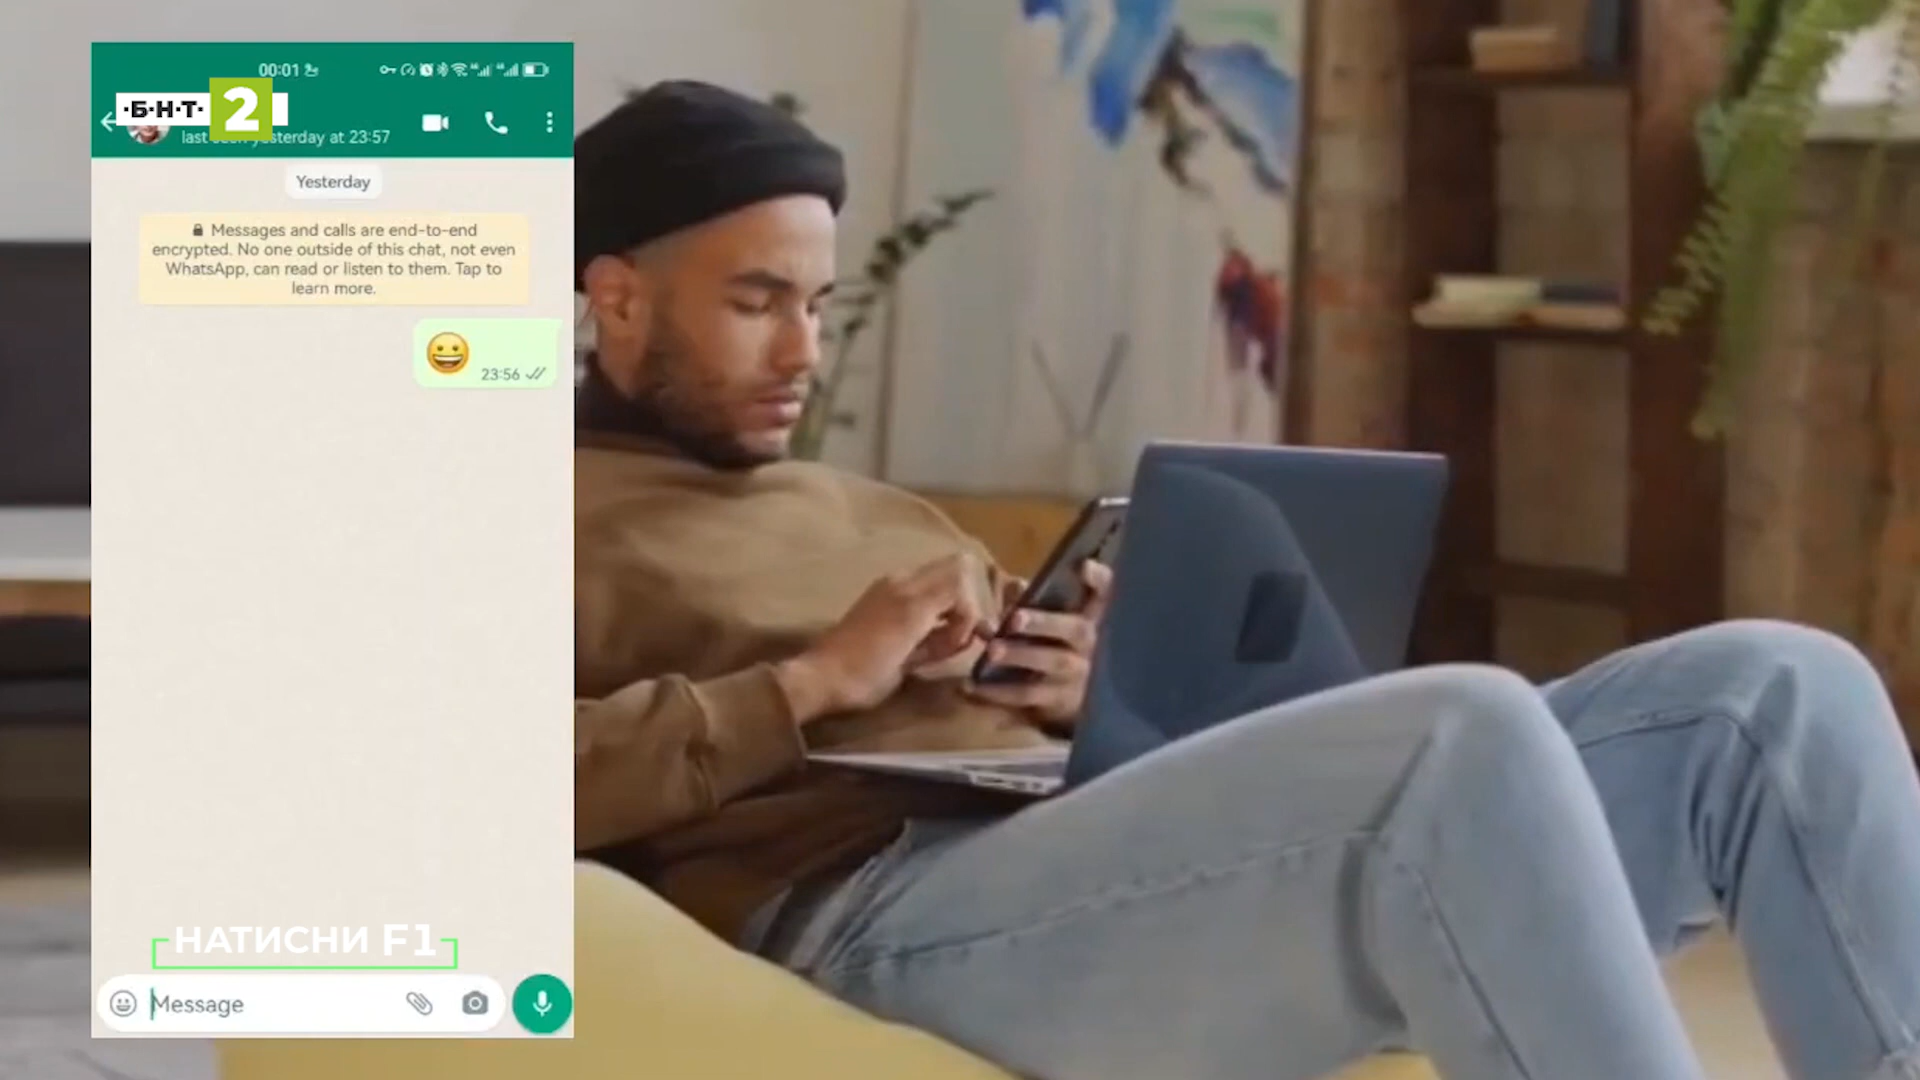 00:01
·Б·Н·Т· 2
last seen yesterday at 23:57
Yesterday
Messages and calls are end-to-end
encrypted. No one outside of this chat, not even
WhatsApp, can read or listen to them. Tap to
learn more.
23:56
НАТИСНИ F1
Message